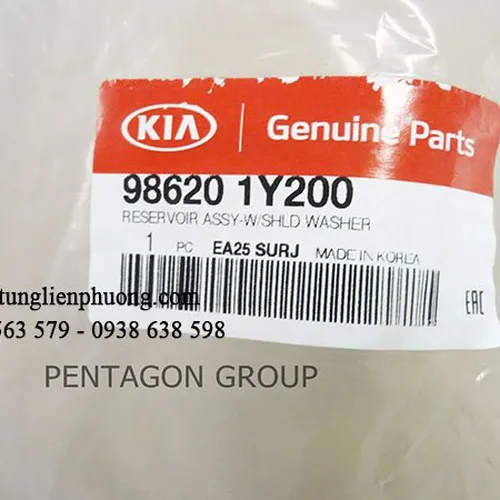 KIA Genuine Parts
98620 1Y200
RESERVOIR ASSY-W/SHLD WASHER
1 PC EA25 SURJ MADE IN KOREA
tunglienphuong.com
563 579 - 0938 638 598
EAC
PENTAGON GROUP